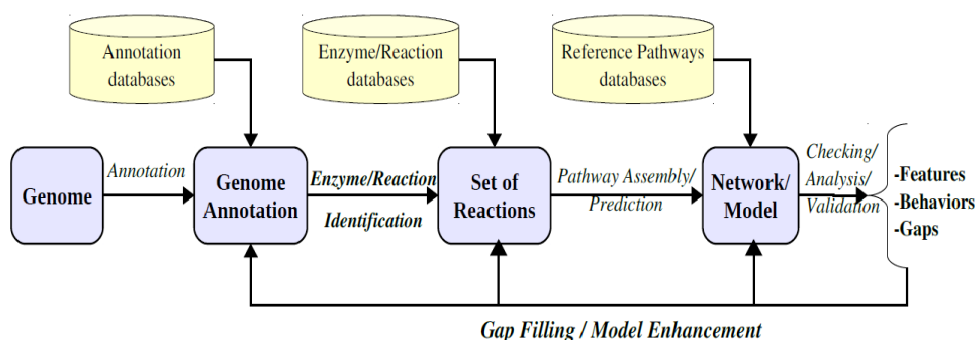 Annotation
databases
Enzyme/Reaction
databases
Reference Pathways
databases
Genome
Annotation
Genome
Annotation
Enzyme/Reaction
Identification
Set of
Reactions
Pathway Assembly/
Prediction
Network/
Model
Checking/
Analysis/
Validation
-Features
-Behaviors
-Gaps
Gap Filling / Model Enhancement